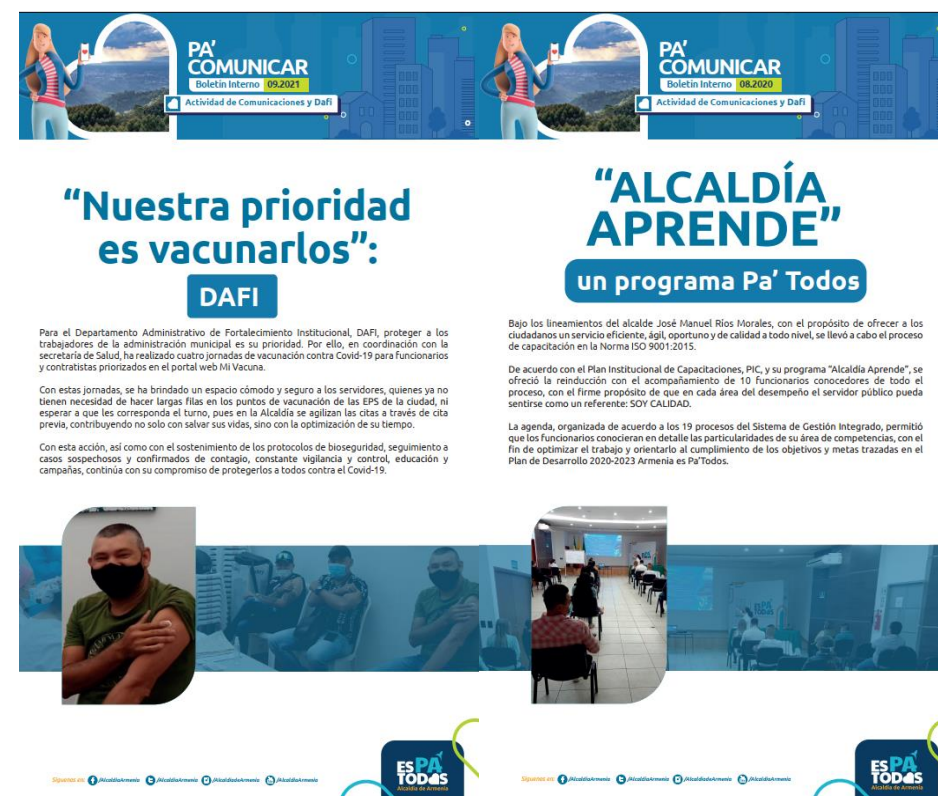 PA'
COMUNICAR
Boletín Interno 09.2021
Actividad de Comunicaciones y Dafi
“Nuestra prioridad
es vacunarlos”:
DAFI
Para el Departamento Administrativo de Fortalecimiento Institucional, DAFI, proteger a los
trabajadores de la administración municipal es su prioridad. Por ello, en coordinación con la
secretaría de Salud, ha realizado cuatro jornadas de vacunación contra Covid-19 para funcionarios
y contratistas priorizados en el portal web Mi Vacuna.
Con estas jornadas, se ha brindado un espacio cómodo y seguro a los servidores, quienes ya no
tienen necesidad de hacer largas filas en los puntos de vacunación de las EPS de la ciudad, ni
esperar a que les corresponda el turno, pues en la Alcaldía se agilizan las citas a través de cita
previa, contribuyendo no solo con salvar sus vidas, sino con la optimización de su tiempo.
Con esta acción, así como con el sostenimiento de los protocolos de bioseguridad, seguimiento a
casos sospechosos y confirmados de contagio, constante vigilancia y control, educación y
campañas, continúa con su compromiso de protegerlos a todos contra el Covid-19.
Síguenos en: /AlcaldiaArmenia /AlcaldiaArmenia /AlcaldiadeArmenia /AlcaldiaArmenia
ES PA
TODOS
Alcaldía de Armenia
PA'
COMUNICAR
Boletín Interno 08.2020
Actividad de Comunicaciones y Dafi
“ALCALDÍA
APRENDE”
un programa Pa' Todos
Bajo los lineamientos del alcalde José Manuel Ríos Morales, con el propósito de ofrecer a los
ciudadanos un servicio eficiente, ágil, oportuno y de calidad a todo nivel, se llevó a cabo el proceso
de capacitación en la Norma ISO 9001:2015.
De acuerdo con el Plan Institucional de Capacitaciones, PIC, y su programa “Alcaldía Aprende”, se
ofreció la reinducción con el acompañamiento de 10 funcionarios conocedores de todo el
proceso, con el firme propósito de que en cada área del desempeño el servidor público pueda
sentirse como un referente: SOY CALIDAD.
La agenda, organizada de acuerdo a los 19 procesos del Sistema de Gestión Integrado, permitió
que los funcionarios conocieran en detalle las particularidades de su área de competencias, con el
fin de optimizar el trabajo y orientarlo al cumplimiento de los objetivos y metas trazadas en el
Plan de Desarrollo 2020-2023 Armenia es Pa'Todos.
ES PA
TODOS
Síguenos en: /AlcaldiaArmenia /AlcaldiaArmenia /AlcaldiadeArmenia /AlcaldiaArmenia
ES PA
TODOS
Alcaldía de Armenia